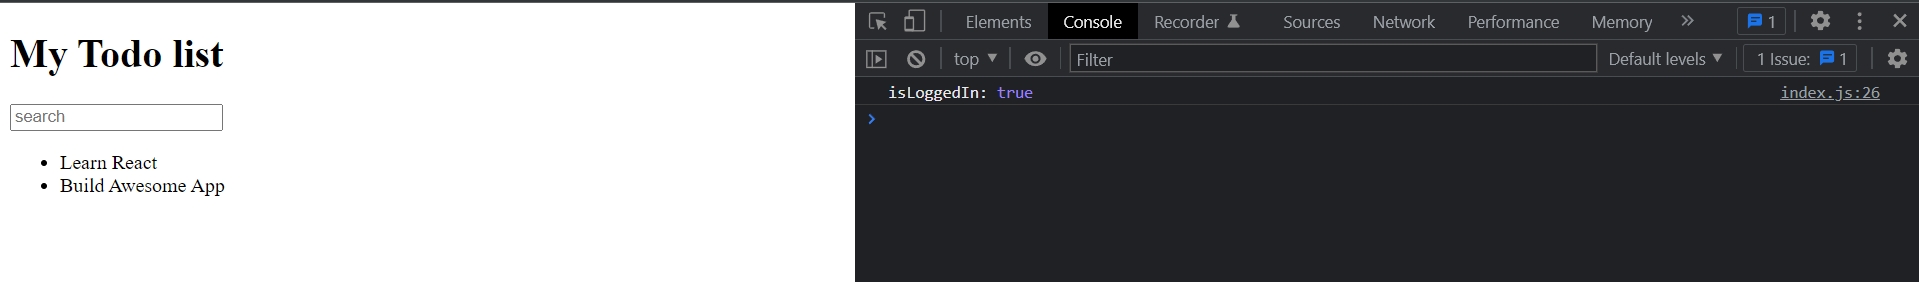 My Todo list
search
• Learn React
• Build Awesome App
Elements Console Recorder Sources Network Performance Memory » 1
top ▼ Filter Default levels ▼ 1 Issue: 1
isLoggedIn: true index.js:26